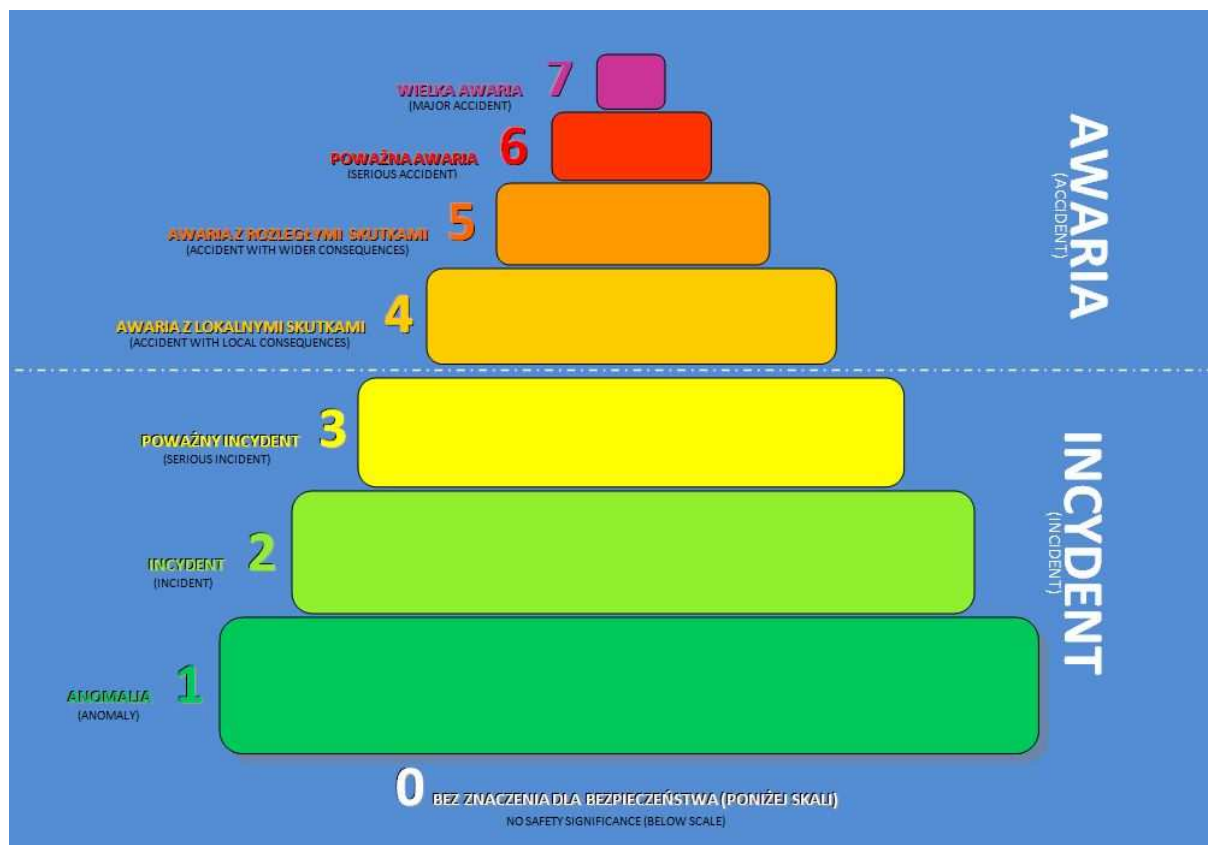 7
WIELKA AWARIA
(MAJOR ACCIDENT)
6
POWAŻNA AWARIA
(SERIOUS ACCIDENT)
5
AWARIA Z ROZLEGŁYMI SKUTKAMI
(ACCIDENT WITH WIDER CONSEQUENCES)
4
AWARIA Z LOKALNYMI SKUTKAMI
(ACCIDENT WITH LOCAL CONSEQUENCES)
AWARIA
(ACCIDENT)
3
POWAŻNY INCYDENT
(SERIOUS INCIDENT)
2
INCYDENT
(INCIDENT)
1
ANOMALIA
(ANOMALY)
INCYDENT
(INCIDENT)
0 BEZ ZNACZENIA DLA BEZPIECZEŃSTWA (PONIŻEJ SKALI)
NO SAFETY SIGNIFICANCE (BELOW SCALE)